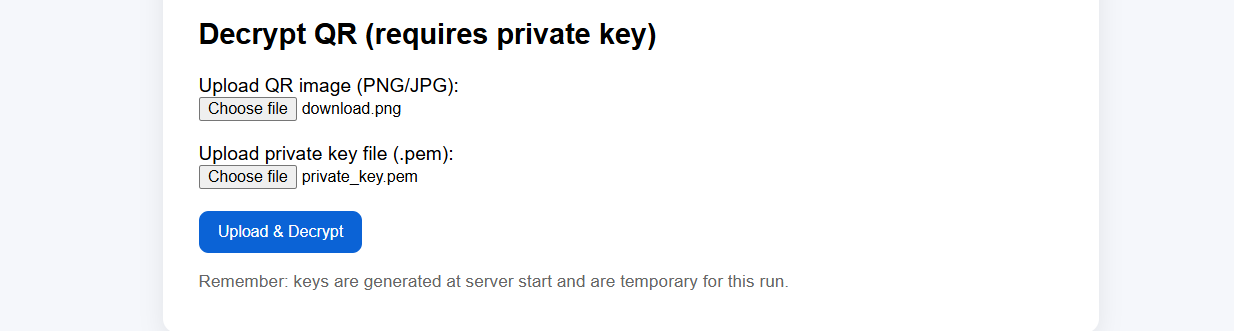 Decrypt QR (requires private key)
Upload QR image (PNG/JPG):
Choose file download.png
Upload private key file (.pem):
Choose file private_key.pem
Upload & Decrypt
Remember: keys are generated at server start and are temporary for this run.